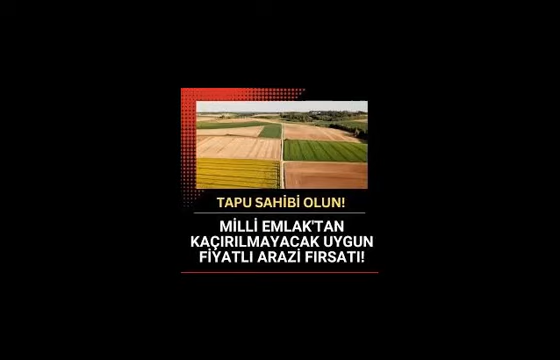 TAPU SAHİBİ OLUN!
MİLLİ EMLAK'TAN
KAÇIRILMAYACAK UYGUN
FİYATLI ARAZİ FIRSATI!